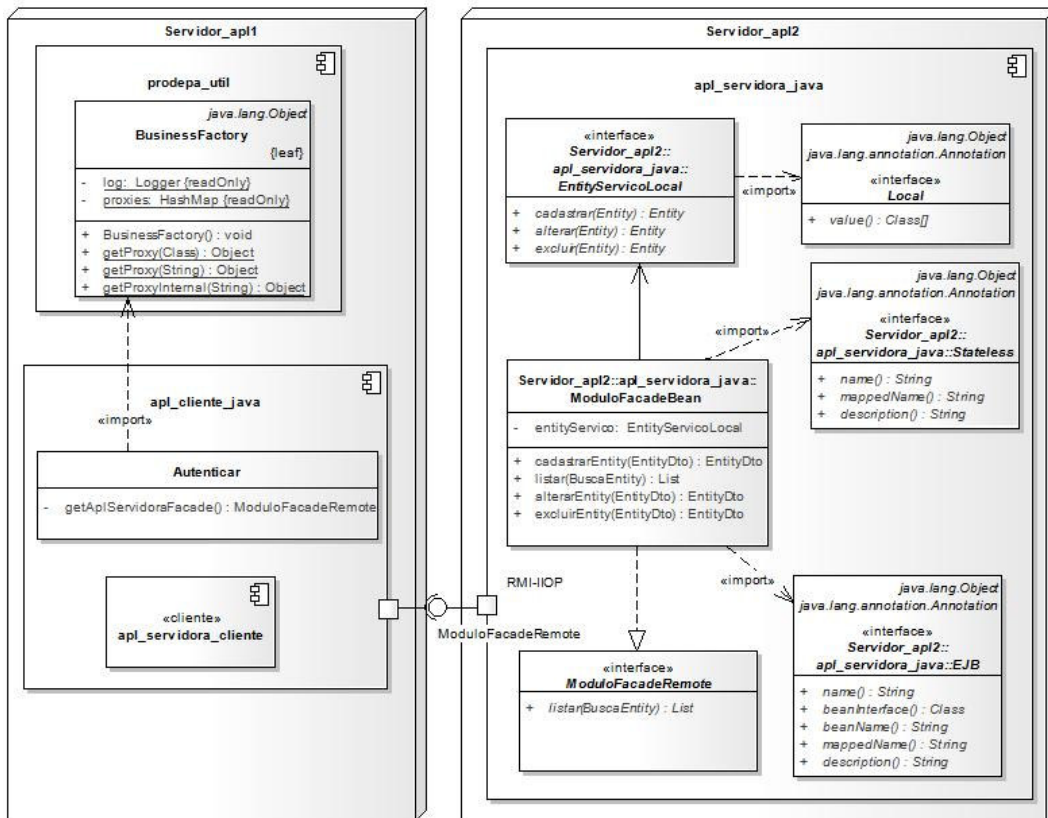 Servidor_apl1
prodepa_util
java.lang.Object
BusinessFactory
{leaf}
- log: Logger {readOnly}
- proxies: HashMap {readOnly}
+ BusinessFactory() : void
+ getProxy(Class) : Object
+ getProxy(String) : Object
+ getProxyInternal(String) : Object
apl_cliente_java
«import»
Autenticar
- getAplServidoraFacade() : ModuloFacadeRemote
«cliente»
apl_servidora_cliente
RMI-IIOP
ModuloFacadeRemote
Servidor_apl2
apl_servidora_java
«interface»
Servidor_apl2::
apl_servidora_java::
EntityServicoLocal
+ cadastrar(Entity) : Entity
+ alterar(Entity) : Entity
+ excluir(Entity) : Entity
«import»
java.lang.Object
java.lang.annotation.Annotation
«interface»
Local
+ value() : Class[]
java.lang.Object
java.lang.annotation.Annotation
«interface»
Servidor_apl2::
apl_servidora_java::Stateless
+ name() : String
+ mappedName() : String
+ description() : String
«import»
Servidor_apl2::apl_servidora_java::
ModuloFacadeBean
- entityServico: EntityServicoLocal
+ cadastrarEntity(EntityDto) : EntityDto
+ listar(BuscaEntity) : List
+ alterarEntity(EntityDto) : EntityDto
+ excluirEntity(EntityDto) : EntityDto
«import»
java.lang.Object
java.lang.annotation.Annotation
«interface»
Servidor_apl2::
apl_servidora_java::EJB
+ name() : String
+ beanInterface() : Class
+ beanName() : String
+ mappedName() : String
+ description() : String
«interface»
ModuloFacadeRemote
+ listar(BuscaEntity) : List